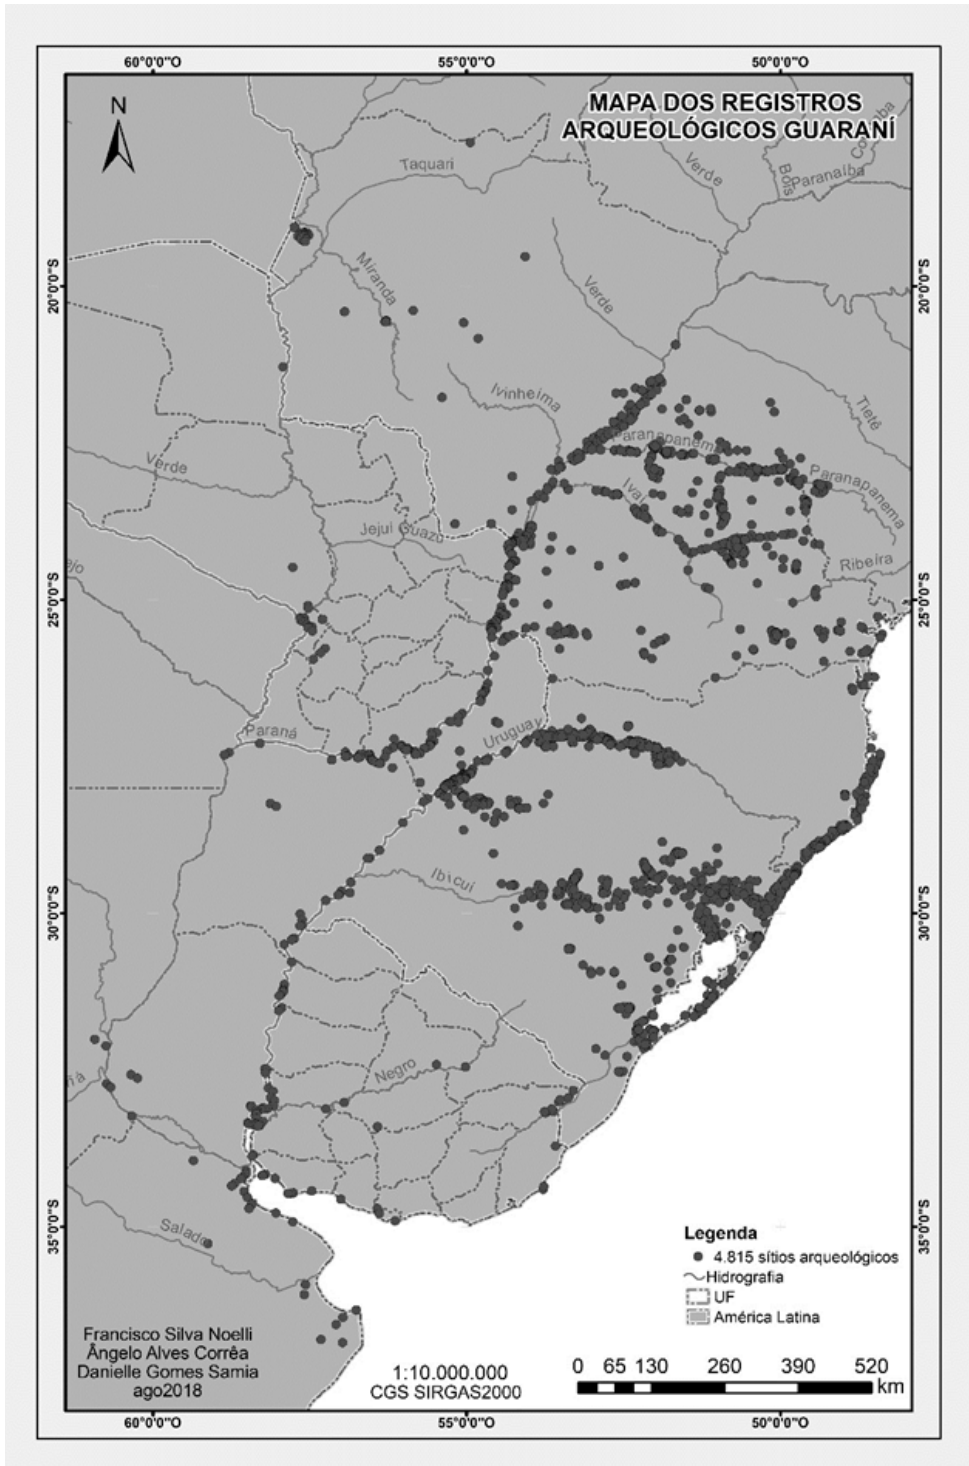 60°0'0"O 55°0'0"O 50°0'0"O
N
MAPA DOS REGISTROS
ARQUEOLÓGICOS GUARANÍ
Taquari
Verde
Bois
Paranaíba
20°0'0"S
20°0'0"S
Miranda
Verde
Ivinheima
Tietê
Paranapanem
Verde
Paranapanema
Ivaí
Jejui Guazu
Ribeira
25°0'0"S
25°0'0"S
Paraná
Uruguay
Ibicuí
30°0'0"S
30°0'0"S
Negro
Salado
35°0'0"S
35°0'0"S
Legenda
4.815 sítios arqueológicos
Hidrografia
UF
América Latina
Francisco Silva Noelli
Ângelo Alves Corrêa
Danielle Gomes Samia
ago2018
1:10.000.000
CGS SIRGAS2000
0 65 130 260 390 520
km
60°0'0"O 55°0'0"O 50°0'0"O